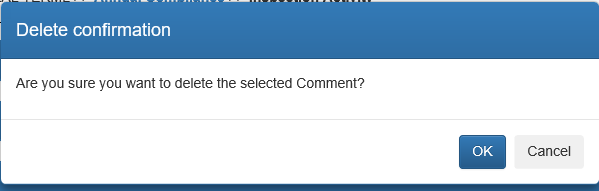 Delete confirmation
Are you sure you want to delete the selected Comment?
OK
Cancel